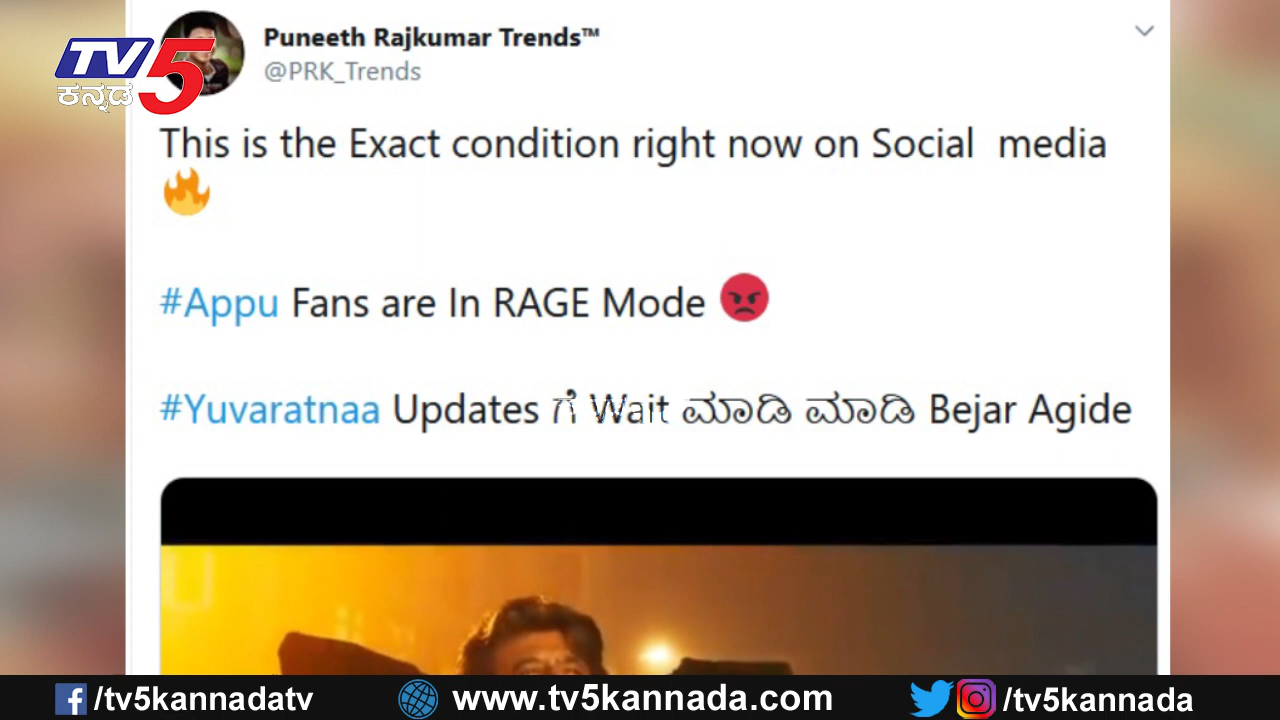 TV5
ಕನ್ನಡ
Puneeth Rajkumar Trends™
@PRK_Trends
This is the Exact condition right now on Social media
🔥
#Appu Fans are In RAGE Mode 😡
#Yuvaratnaa Updates ಗೆ Wait ಮಾಡಿ ಮಾಡಿ Bejar Agide
/tv5kannadatv
www.tv5kannada.com
/tv5kannada